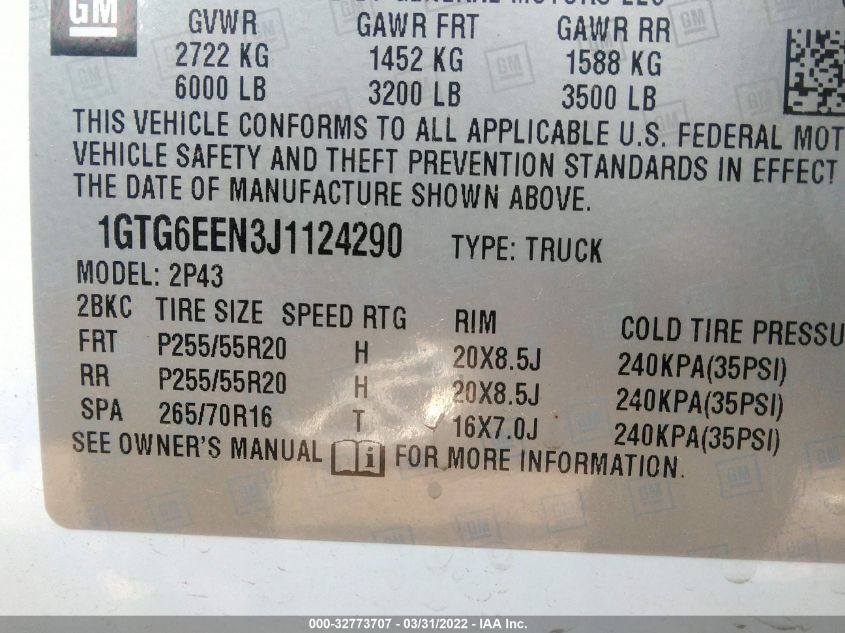 GM
GVWR GAWR FRT GAWR RR
2722 KG 1452 KG 1588 KG
6000 LB 3200 LB 3500 LB
THIS VEHICLE CONFORMS TO ALL APPLICABLE U.S. FEDERAL MOT
VEHICLE SAFETY AND THEFT PREVENTION STANDARDS IN EFFECT
THE DATE OF MANUFACTURE SHOWN ABOVE.
1GTG6EEN3J1124290 TYPE: TRUCK
MODEL: 2P43
2BKC TIRE SIZE SPEED RTG RIM COLD TIRE PRESSU
FRT P255/55R20 H 20X8.5J 240KPA(35PSI)
RR P255/55R20 H 20X8.5J 240KPA(35PSI)
SPA 265/70R16 T 16X7.0J 240KPA(35PSI)
SEE OWNER'S MANUAL i FOR MORE INFORMATION.
000-32773707 - 03/31/2022 - IAA Inc.